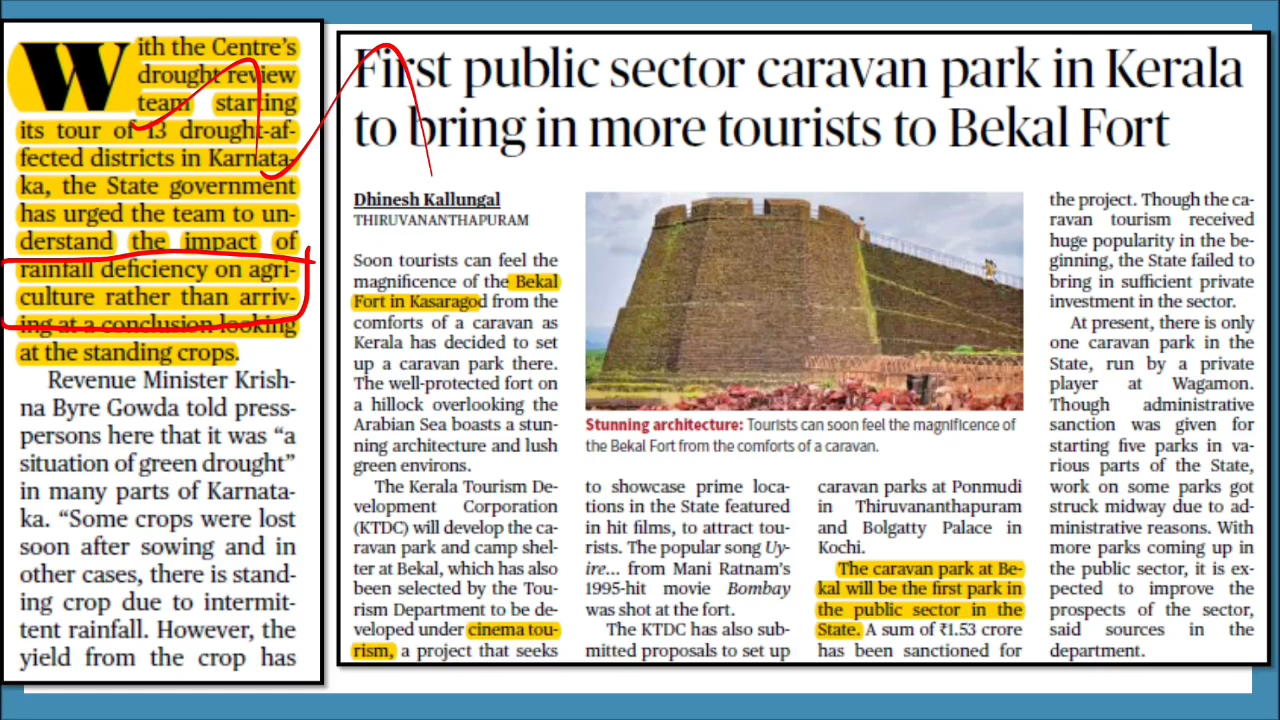 With the Centre's
drought review
team starting
its tour of 13 drought-af-
fected districts in Karnata-
ka, the State government
has urged the team to un-
derstand the impact of
rainfall deficiency on agri-
culture rather than arriv-
ing at a conclusion looking
at the standing crops.
Revenue Minister Krish-
na Byre Gowda told press-
persons here that it was “a
situation of green drought”
in many parts of Karnata-
ka. “Some crops were lost
soon after sowing and in
other cases, there is stand-
ing crop due to intermit-
tent rainfall. However, the
yield from the crop has
First public sector caravan park in Kerala
to bring in more tourists to Bekal Fort
Dhinesh Kallungal
THIRUVANANTHAPURAM
Soon tourists can feel the
magnificence of the Bekal
Fort in Kasaragod from the
comforts of a caravan as
Kerala has decided to set
up a caravan park there.
The well-protected fort on
a hillock overlooking the
Arabian Sea boasts a stun-
ning architecture and lush
green environs.
The Kerala Tourism De-
velopment Corporation
(KTDC) will develop the ca-
ravan park and camp shel-
ter at Bekal, which has also
been selected by the Tou-
rism Department to be de-
veloped under cinema tou-
rism, a project that seeks
Stunning architecture: Tourists can soon feel the magnificence of
the Bekal Fort from the comforts of a caravan.
to showcase prime loca-
tions in the State featured
in hit films, to attract tou-
rists. The popular song Uy-
ire... from Mani Ratnam's
1995-hit movie Bombay
was shot at the fort.
The KTDC has also sub-
mitted proposals to set up
caravan parks at Ponmudi
in Thiruvananthapuram
and Bolgatty Palace in
Kochi.
The caravan park at Be-
kal will be the first park in
the public sector in the
State. A sum of ₹1.53 crore
has been sanctioned for
the project. Though the ca-
ravan tourism received
huge popularity in the be-
ginning, the State failed to
bring in sufficient private
investment in the sector.
At present, there is only
one caravan park in the
State, run by a private
player at Wagamon.
Though administrative
sanction was given for
starting five parks in va-
rious parts of the State,
work on some parks got
struck midway due to ad-
ministrative reasons. With
more parks coming up in
the public sector, it is ex-
pected to improve the
prospects of the sector,
said sources in the
department.